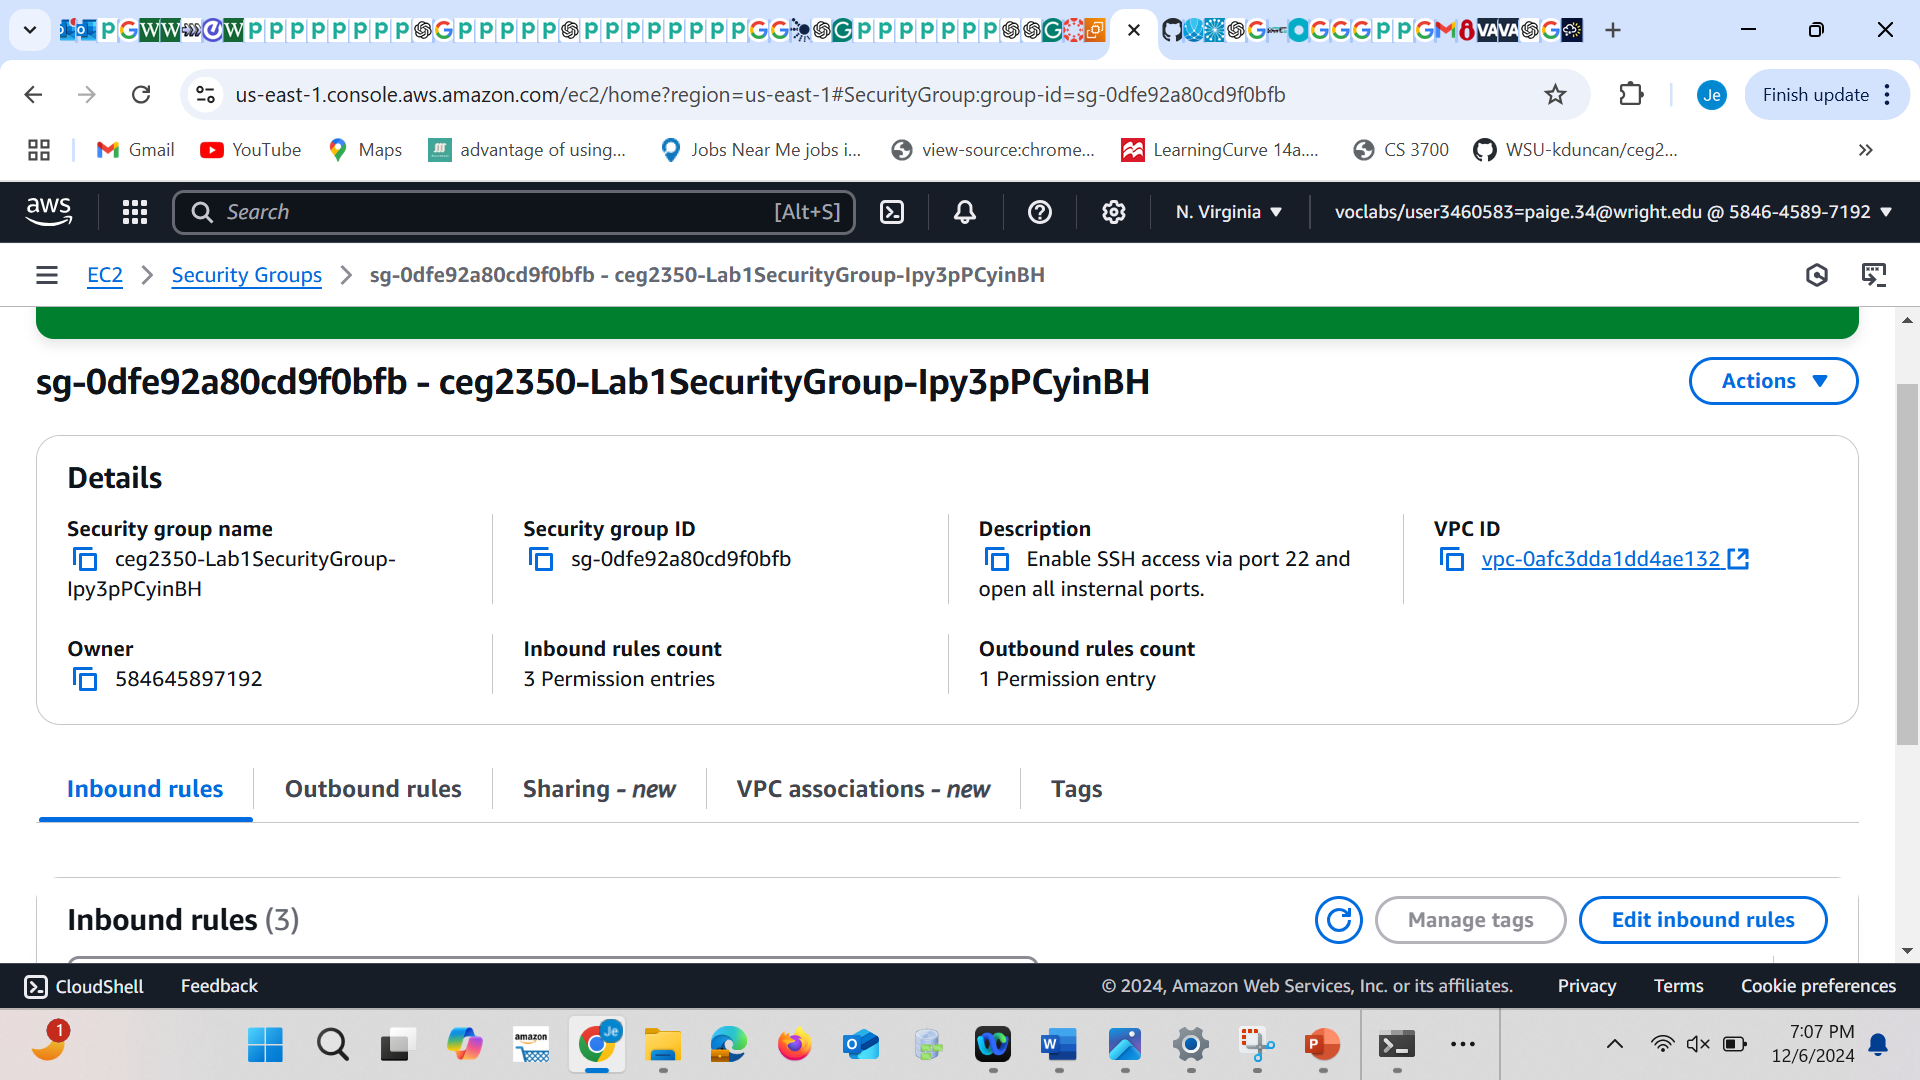 us-east-1.console.aws.amazon.com/ec2/home?region=us-east-1#SecurityGroup:group-id=sg-0dfe92a80cd9f0bfb
Je
Finish update
Gmail
YouTube
Maps
advantage of using...
Jobs Near Me jobs i...
view-source:chrome...
LearningCurve 14a....
CS 3700
WSU-kduncan/ceg2...
aws
Search
[Alt+S]
N. Virginia
voclabs/user3460583=paige.34@wright.edu @ 5846-4589-7192
EC2
Security Groups
sg-0dfe92a80cd9f0bfb - ceg2350-Lab1SecurityGroup-Ipy3pPCyinBH
sg-0dfe92a80cd9f0bfb - ceg2350-Lab1SecurityGroup-Ipy3pPCyinBH
Actions
Details
Security group name
ceg2350-Lab1SecurityGroup-
Ipy3pPCyinBH
Security group ID
sg-0dfe92a80cd9f0bfb
Description
Enable SSH access via port 22 and
open all insternal ports.
VPC ID
vpc-0afc3dda1dd4ae132
Owner
584645897192
Inbound rules count
3 Permission entries
Outbound rules count
1 Permission entry
Inbound rules
Outbound rules
Sharing - new
VPC associations - new
Tags
Inbound rules (3)
Manage tags
Edit inbound rules
CloudShell
Feedback
© 2024, Amazon Web Services, Inc. or its affiliates.
Privacy
Terms
Cookie preferences
1
amazon
Je
7:07 PM
12/6/2024